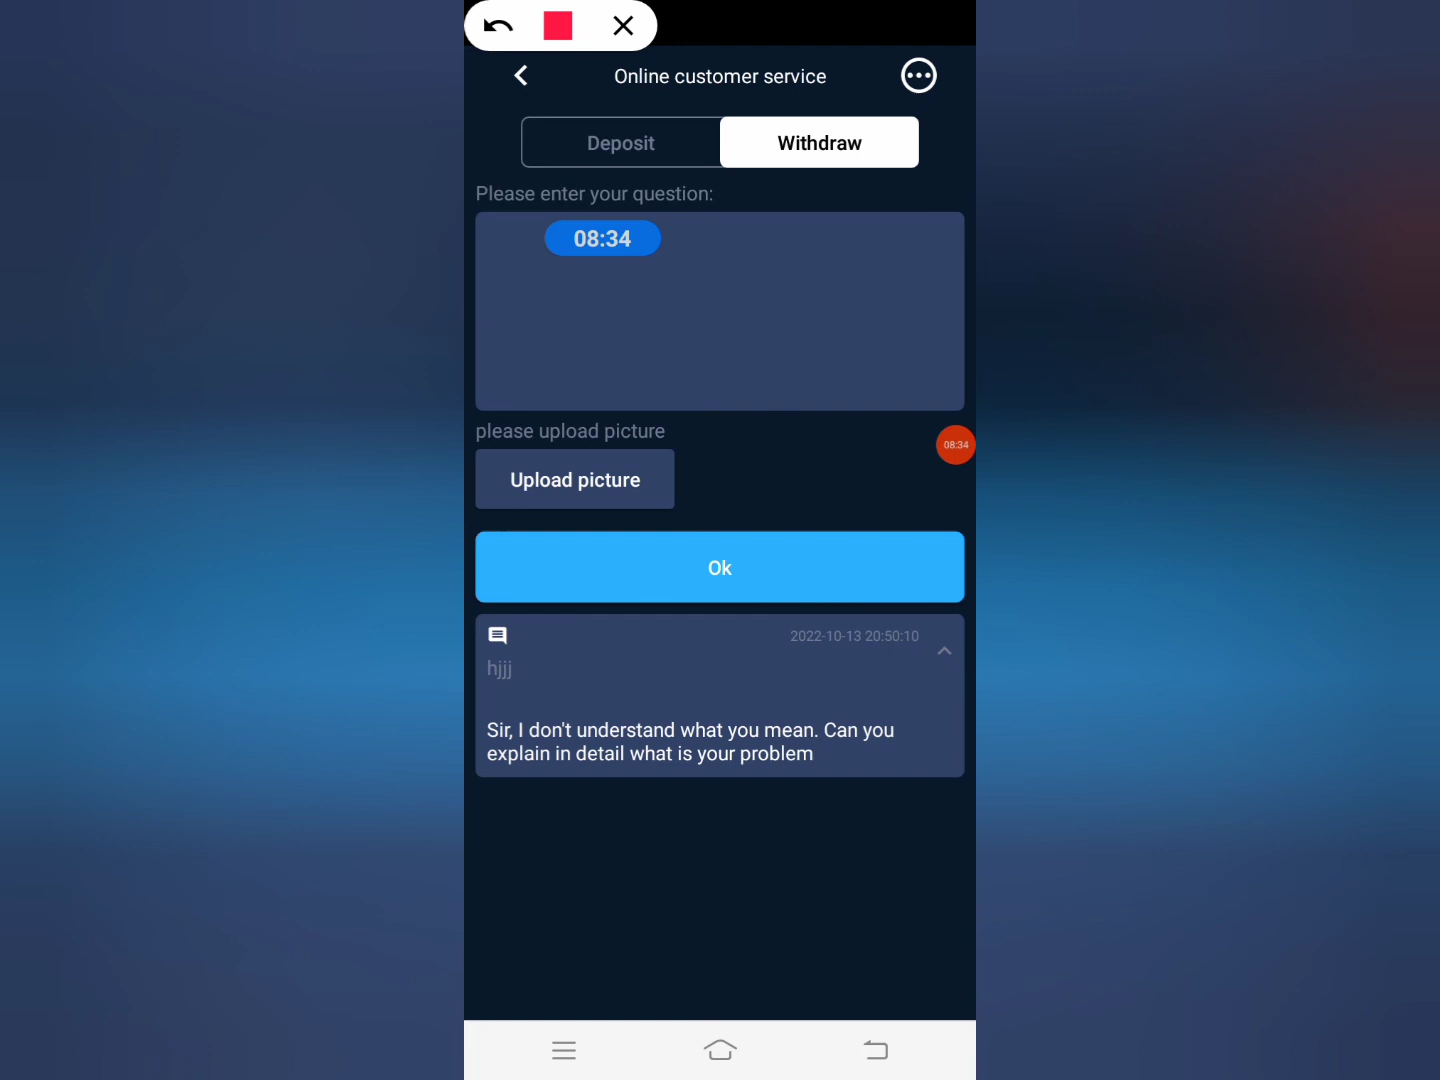 Online customer service
Deposit
Withdraw
Please enter your question:
08:34
please upload picture
08:34
Upload picture
Ok
2022-10-13 20:50:10
hjjj
Sir, I don't understand what you mean. Can you
explain in detail what is your problem